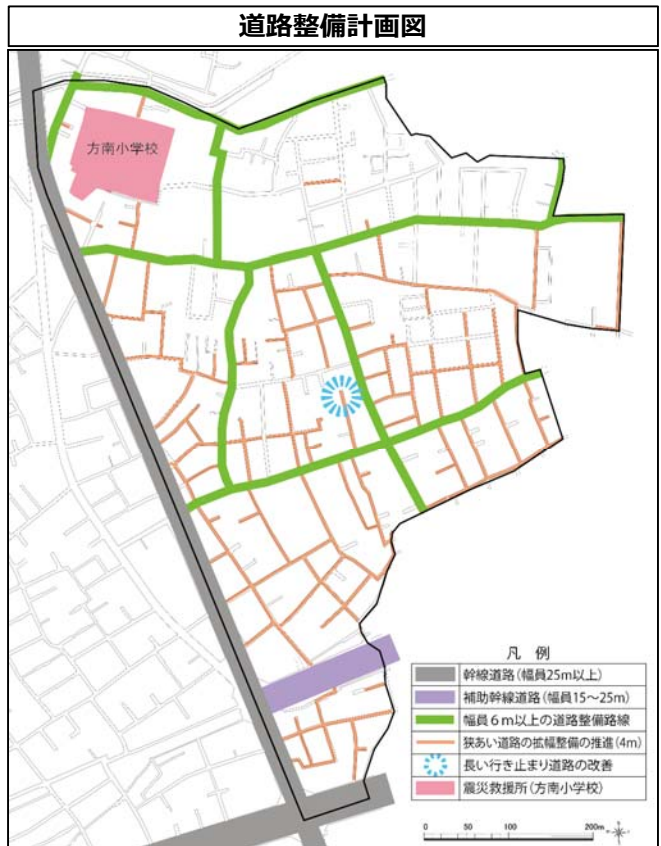 道路整備計画図
方南小学校
凡 例
幹線道路(幅員25m以上)
補助幹線道路(幅員15～25m)
幅員6m以上の道路整備路線
狭あい道路の拡幅整備の推進(4m)
長い行き止まり道路の改善
震災救援所(方南小学校)
0 50 100 200m